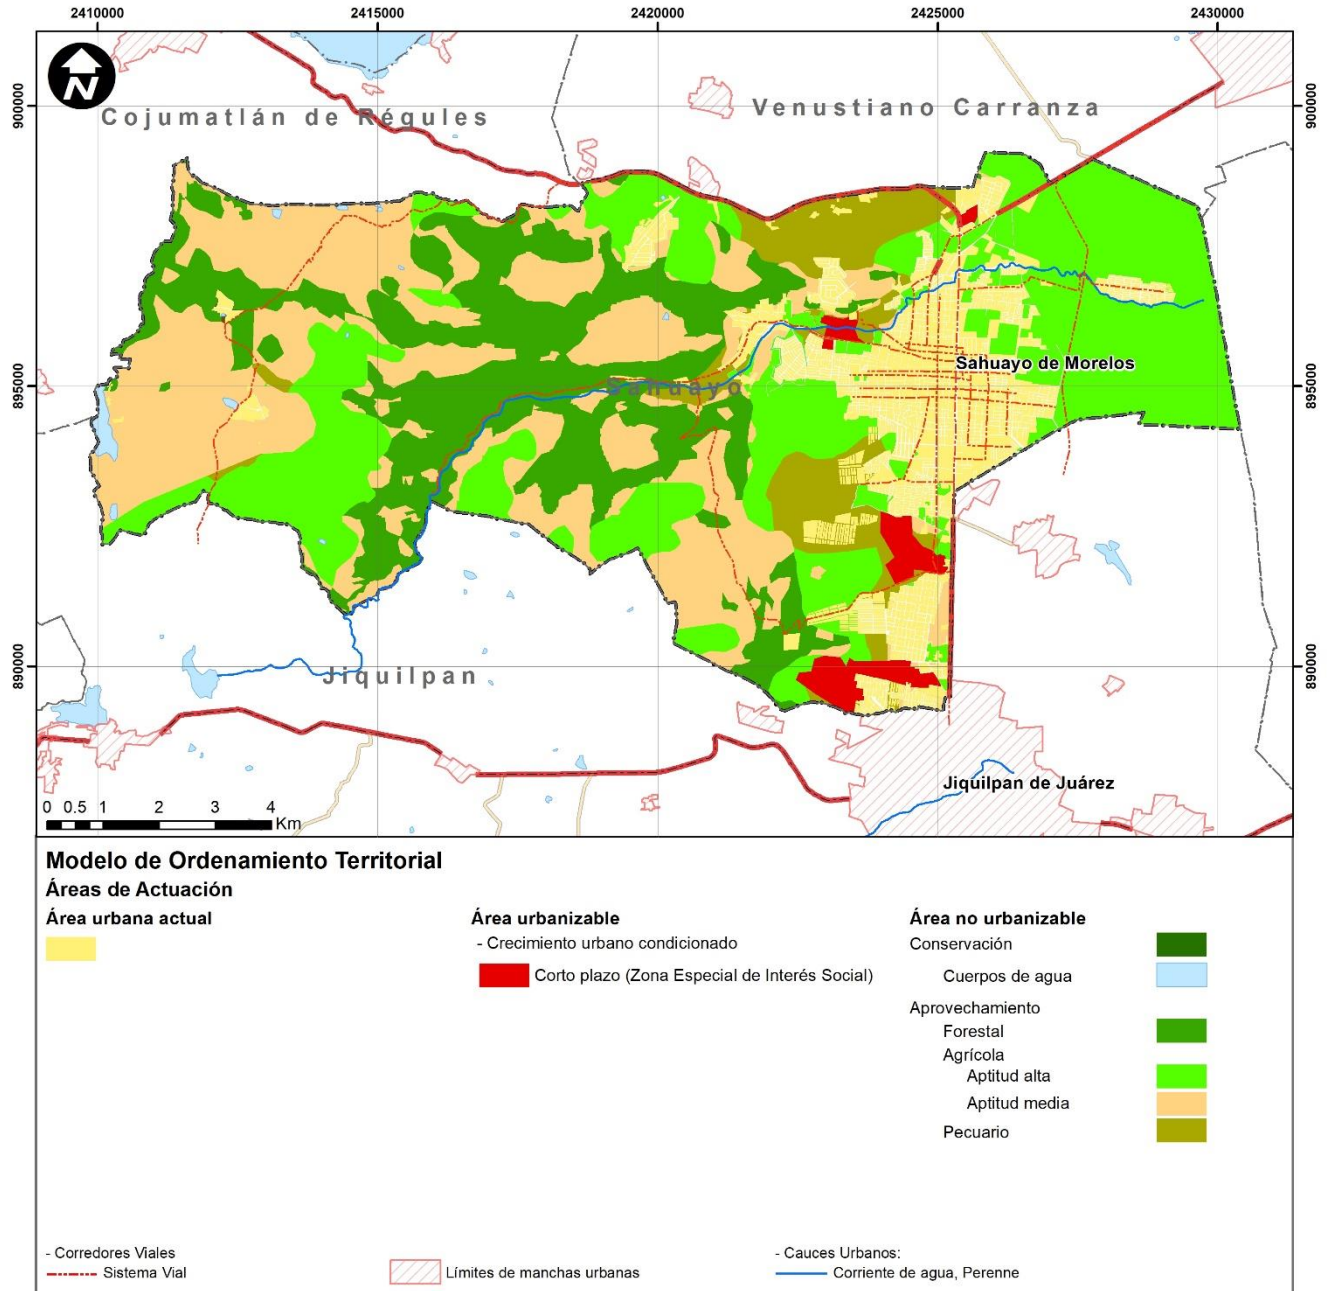 2410000 2415000 2420000 2425000 2430000
N
900000 900000
Cojumatlán de Régules
Venustiano Carranza
Sahuayo de Morelos
895000 895000
Sahuayo
890000 890000
Jiquilpan
Jiquilpan de Juárez
0 0.5 1 2 3 4
Km
Modelo de Ordenamiento Territorial
Áreas de Actuación
Área urbana actual
Área urbanizable
- Crecimiento urbano condicionado
Corto plazo (Zona Especial de Interés Social)
Área no urbanizable
Conservación
Cuerpos de agua
Aprovechamiento
Forestal
Agrícola
Aptitud alta
Aptitud media
Pecuario
- Corredores Viales
Sistema Vial
Límites de manchas urbanas
- Cauces Urbanos:
Corriente de agua, Perenne